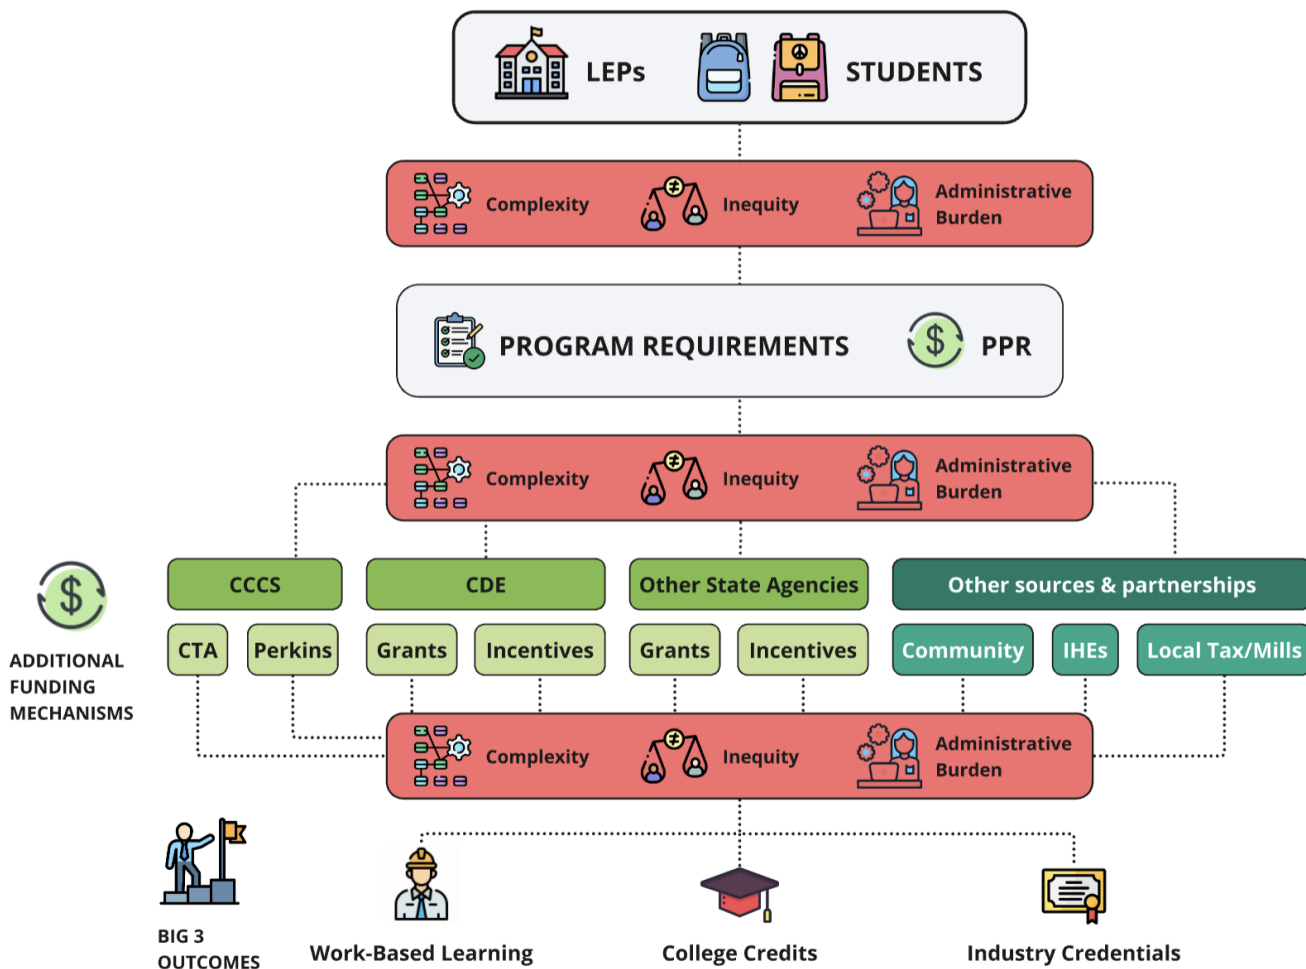 LEPs STUDENTS
Complexity Inequity Administrative
Burden
PROGRAM REQUIREMENTS $ PPR
Complexity Inequity Administrative
Burden
CCCS CDE Other State Agencies Other sources & partnerships
$
CTA Perkins Grants Incentives Grants Incentives Community IHEs Local Tax/Mills
ADDITIONAL
FUNDING
MECHANISMS
Complexity Inequity Administrative
Burden
BIG 3
OUTCOMES
Work-Based Learning College Credits Industry Credentials